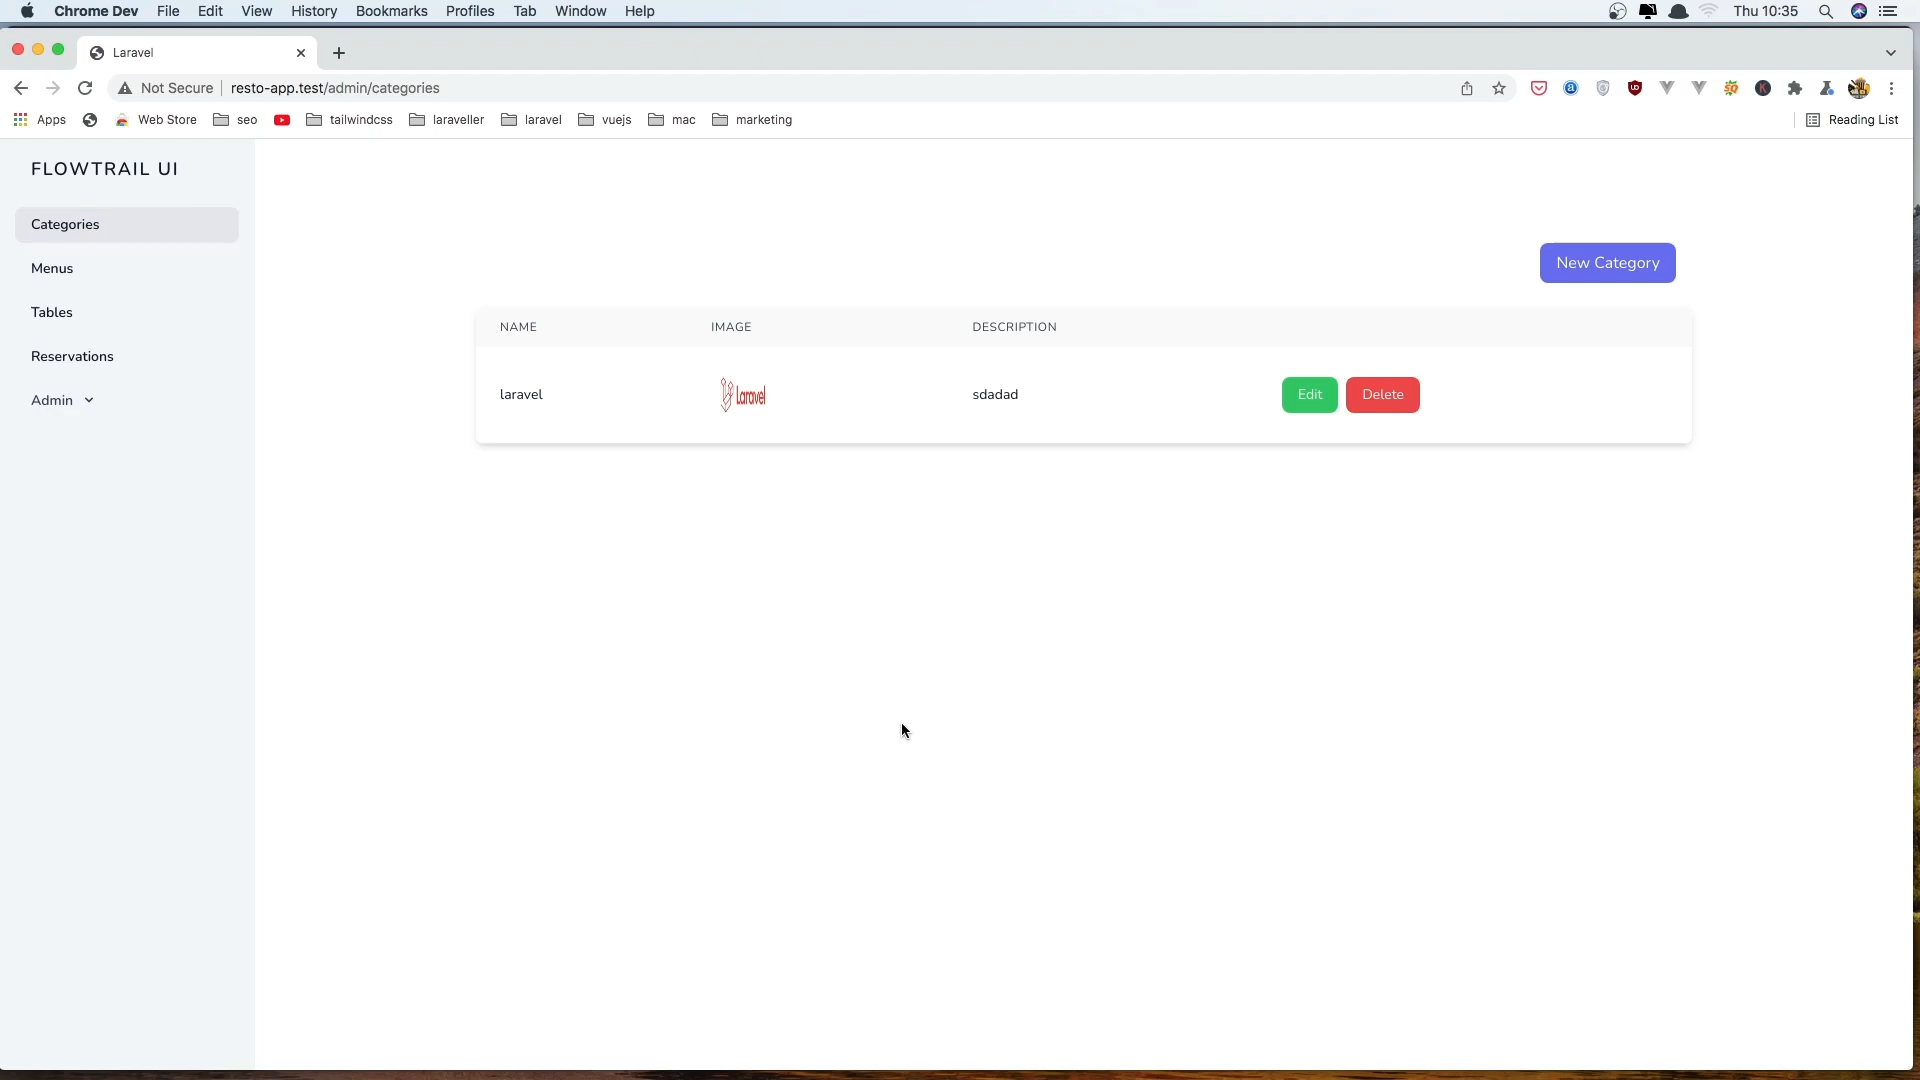 Chrome Dev File Edit View History Bookmarks Profiles Tab Window Help Thu 10:35
Laravel
Not Secure resto-app.test/admin/categories
Apps Web Store seo tailwindcss laraveller laravel vuejs mac marketing Reading List
FLOWTRAIL UI
Categories
Menus
Tables
Reservations
Admin
New Category
NAME IMAGE DESCRIPTION
laravel Laravel sdadad Edit Delete